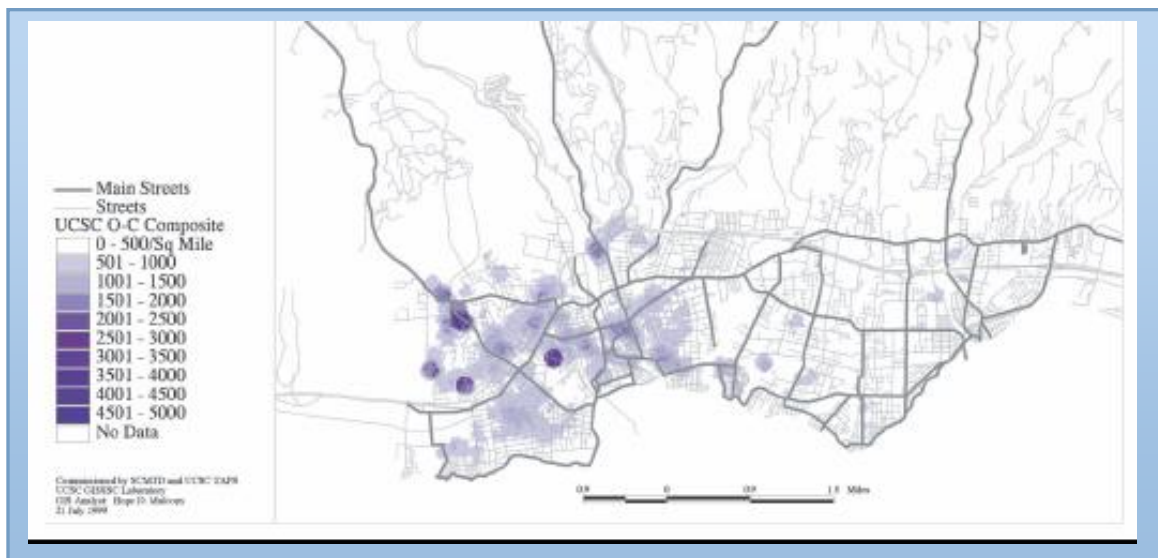 Main Streets
Streets
UCSC O-C Composite
0 - 500/Sq Mile
501 - 1000
1001 - 1500
1501 - 2000
2001 - 2500
2501 - 3000
3001 - 3500
3501 - 4000
4001 - 4500
4501 - 5000
No Data
Commissioned by SCMTD and UCSC TAPS
UCSC GIS/RSC Laboratory
GIS Analyst Hope D.
21 July 1999
0.9 0 0.9 1.8 Miles